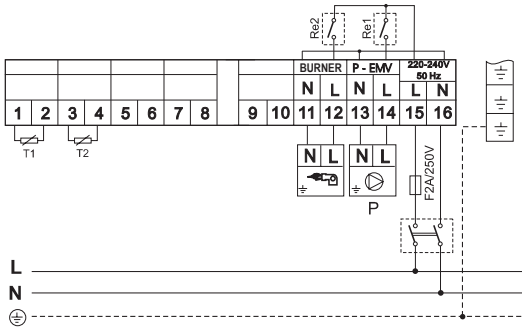 Re2 Re1
BURNER P - EMV 220-240V
50 Hz
N L N L L N
1 2 3 4 5 6 7 8 9 10 11 12 13 14 15 16
T1 T2
N L N L
F2A/250V
P
L
N